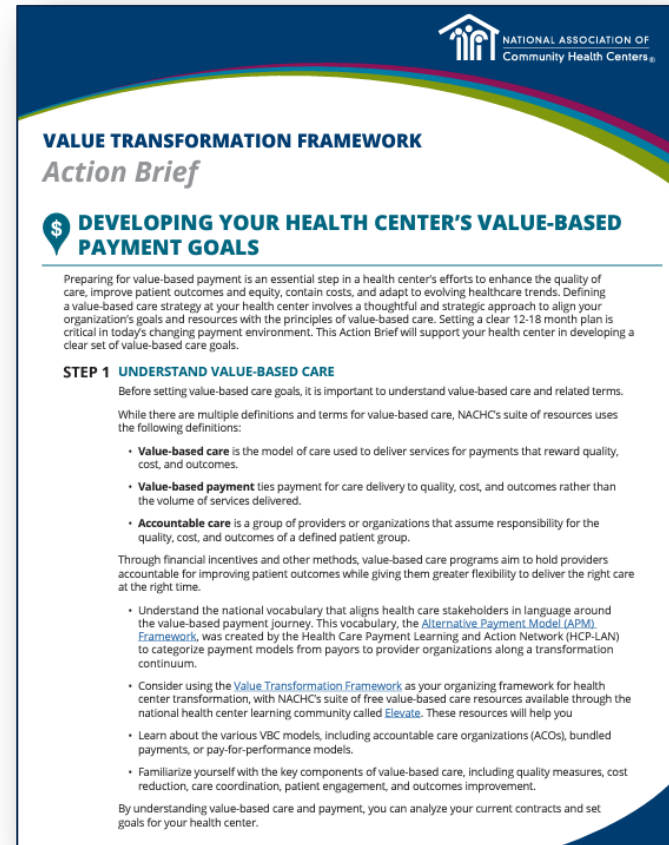 NATIONAL ASSOCIATION OF
Community Health Centers®
VALUE TRANSFORMATION FRAMEWORK
Action Brief
$
DEVELOPING YOUR HEALTH CENTER'S VALUE-BASED
PAYMENT GOALS
Preparing for value-based payment is an essential step in a health center's efforts to enhance the quality of
care, improve patient outcomes and equity, contain costs, and adapt to evolving healthcare trends. Defining
a value-based care strategy at your health center involves a thoughtful and strategic approach to align your
organization's goals and resources with the principles of value-based care. Setting a clear 12-18 month plan is
critical in today's changing payment environment. This Action Brief will support your health center in developing a
clear set of value-based care goals.
STEP 1 UNDERSTAND VALUE-BASED CARE
Before setting value-based care goals, it is important to understand value-based care and related terms.
While there are multiple definitions and terms for value-based care, NACHC's suite of resources uses
the following definitions:
• Value-based care is the model of care used to deliver services for payments that reward quality,
cost, and outcomes.
• Value-based payment ties payment for care delivery to quality, cost, and outcomes rather than
the volume of services delivered.
• Accountable care is a group of providers or organizations that assume responsibility for the
quality, cost, and outcomes of a defined patient group.
Through financial incentives and other methods, value-based care programs aim to hold providers
accountable for improving patient outcomes while giving them greater flexibility to deliver the right care
at the right time.
• Understand the national vocabulary that aligns health care stakeholders in language around
the value-based payment journey. This vocabulary, the Alternative Payment Model (APM)
Framework, was created by the Health Care Payment Learning and Action Network (HCP-LAN)
to categorize payment models from payors to provider organizations along a transformation
continuum.
• Consider using the Value Transformation Framework as your organizing framework for health
center transformation, with NACHC's suite of free value-based care resources available through the
national health center learning community called Elevate. These resources will help you
• Learn about the various VBC models, including accountable care organizations (ACOs), bundled
payments, or pay-for-performance models.
• Familiarize yourself with the key components of value-based care, including quality measures, cost
reduction, care coordination, patient engagement, and outcomes improvement.
By understanding value-based care and payment, you can analyze your current contracts and set
goals for your health center.